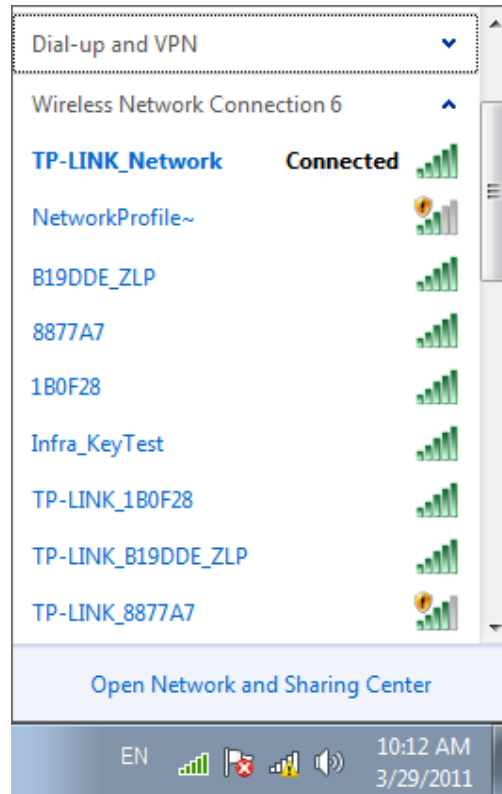 Dial-up and VPN
Wireless Network Connection 6
TP-LINK_Network Connected
NetworkProfile~
B19DDE_ZLP
8877A7
1B0F28
Infra_KeyTest
TP-LINK_1B0F28
TP-LINK_B19DDE_ZLP
TP-LINK_8877A7
Open Network and Sharing Center
EN 10:12 AM
3/29/2011